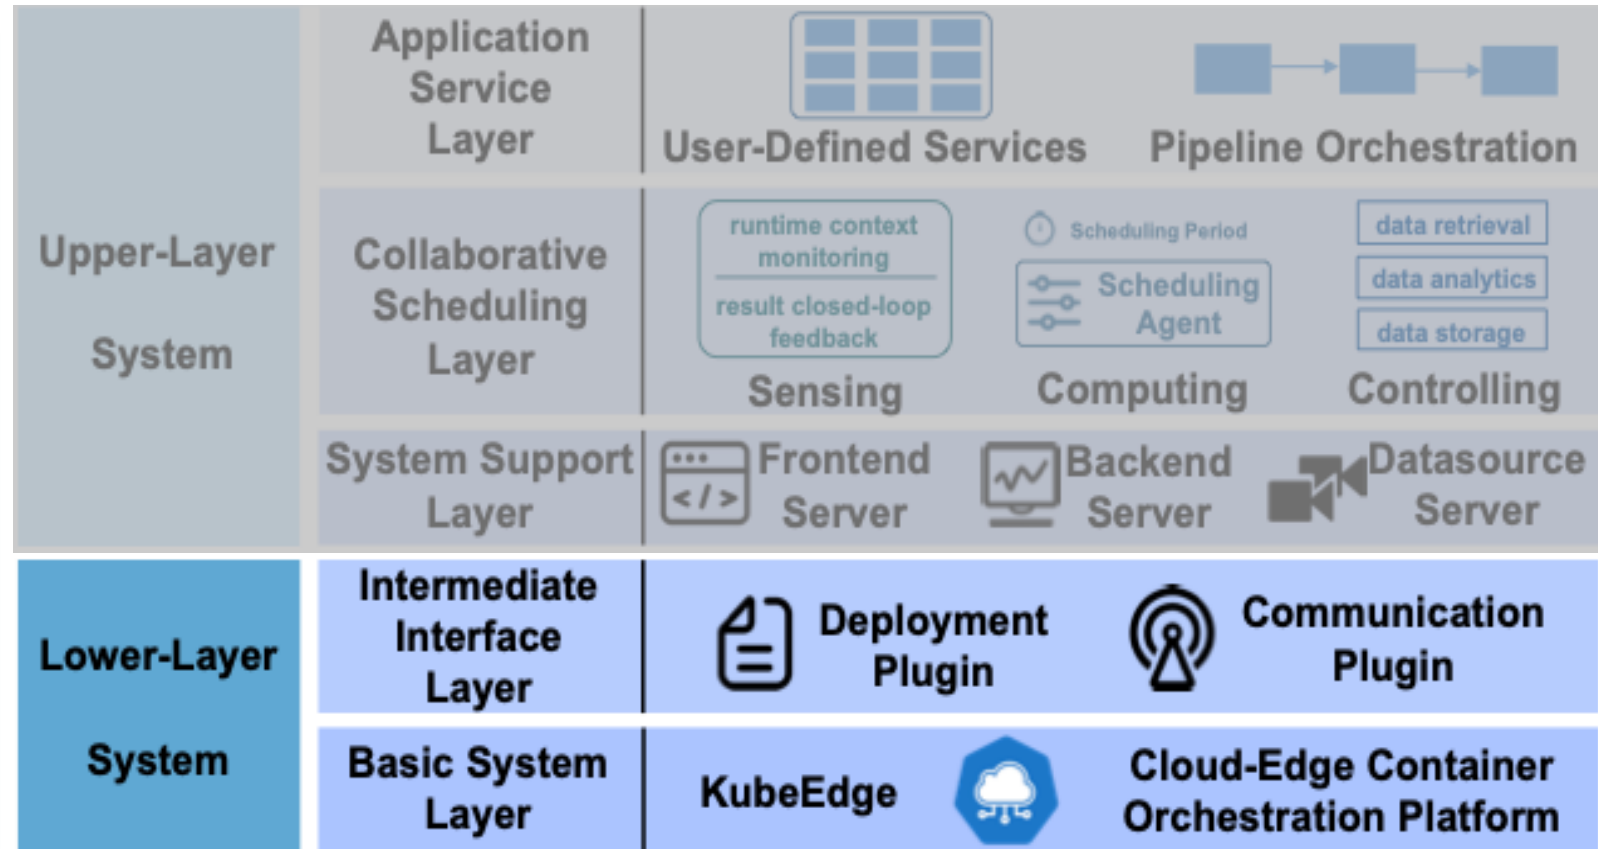 Upper-Layer
System
Application
Service
Layer
User-Defined Services
Pipeline Orchestration
Collaborative
Scheduling
Layer
runtime context
monitoring
result closed-loop
feedback
Sensing
Scheduling Period
Scheduling
Agent
Computing
data retrieval
data analytics
data storage
Controlling
System Support
Layer
</>
Frontend
Server
Backend
Server
Datasource
Server
Lower-Layer
System
Intermediate
Interface
Layer
Deployment
Plugin
Communication
Plugin
Basic System
Layer
KubeEdge
Cloud-Edge Container
Orchestration Platform